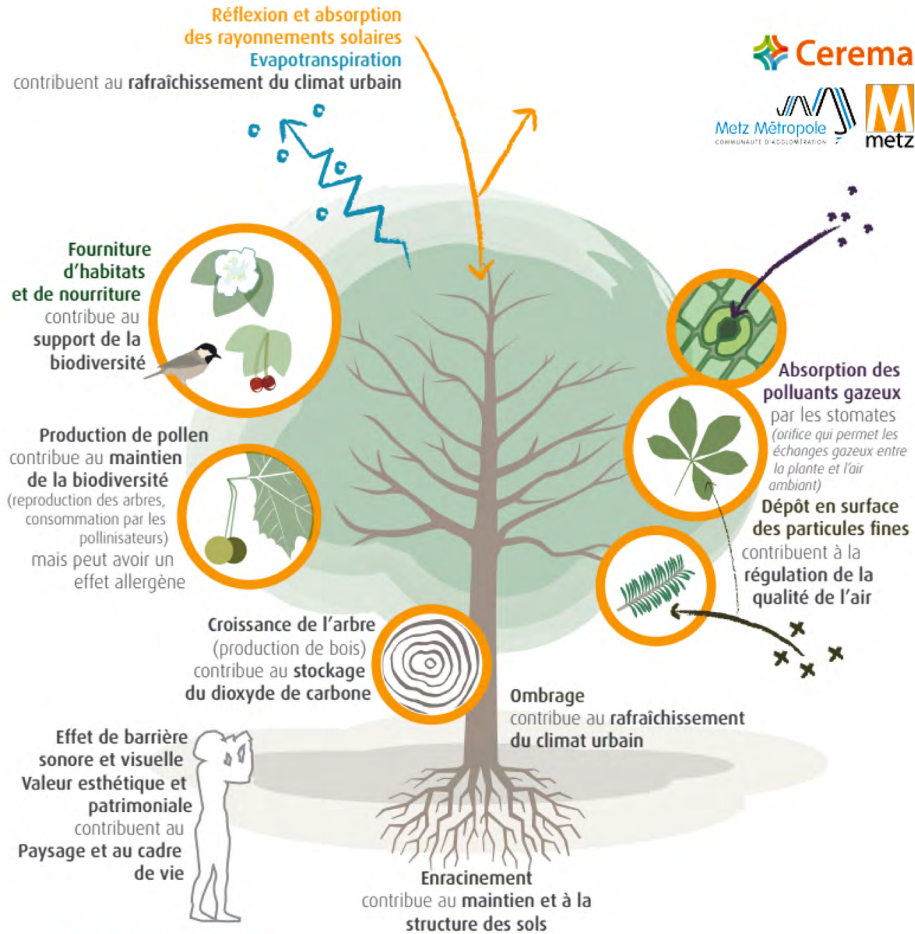 Réflexion et absorption
des rayonnements solaires
Evapotranspiration
contribuent au rafraîchissement du climat urbain
Cerema
Metz Métropole
COMMUNAUTÉ D'AGGLOMÉRATION
M
metz
Fourniture
d'habitats
et de nourriture
contribue au
support de la
biodiversité
Absorption des
polluants gazeux
par les stomates
(orifice qui permet les
échanges gazeux entre
la plante et l'air
ambiant)
Production de pollen
contribue au maintien
de la biodiversité
(reproduction des arbres,
consommation par les
pollinisateurs)
mais peut avoir un
effet allergène
Dépôt en surface
des particules fines
contribuent à la
régulation de la
qualité de l'air
Croissance de l'arbre
(production de bois)
contribue au stockage
du dioxyde de carbone
Ombrage
contribue au rafraîchissement
du climat urbain
Effet de barrière
sonore et visuelle
Valeur esthétique et
patrimoniale
contribuent au
Paysage et au cadre
de vie
Enracinement
contribue au maintien et à la
structure des sols